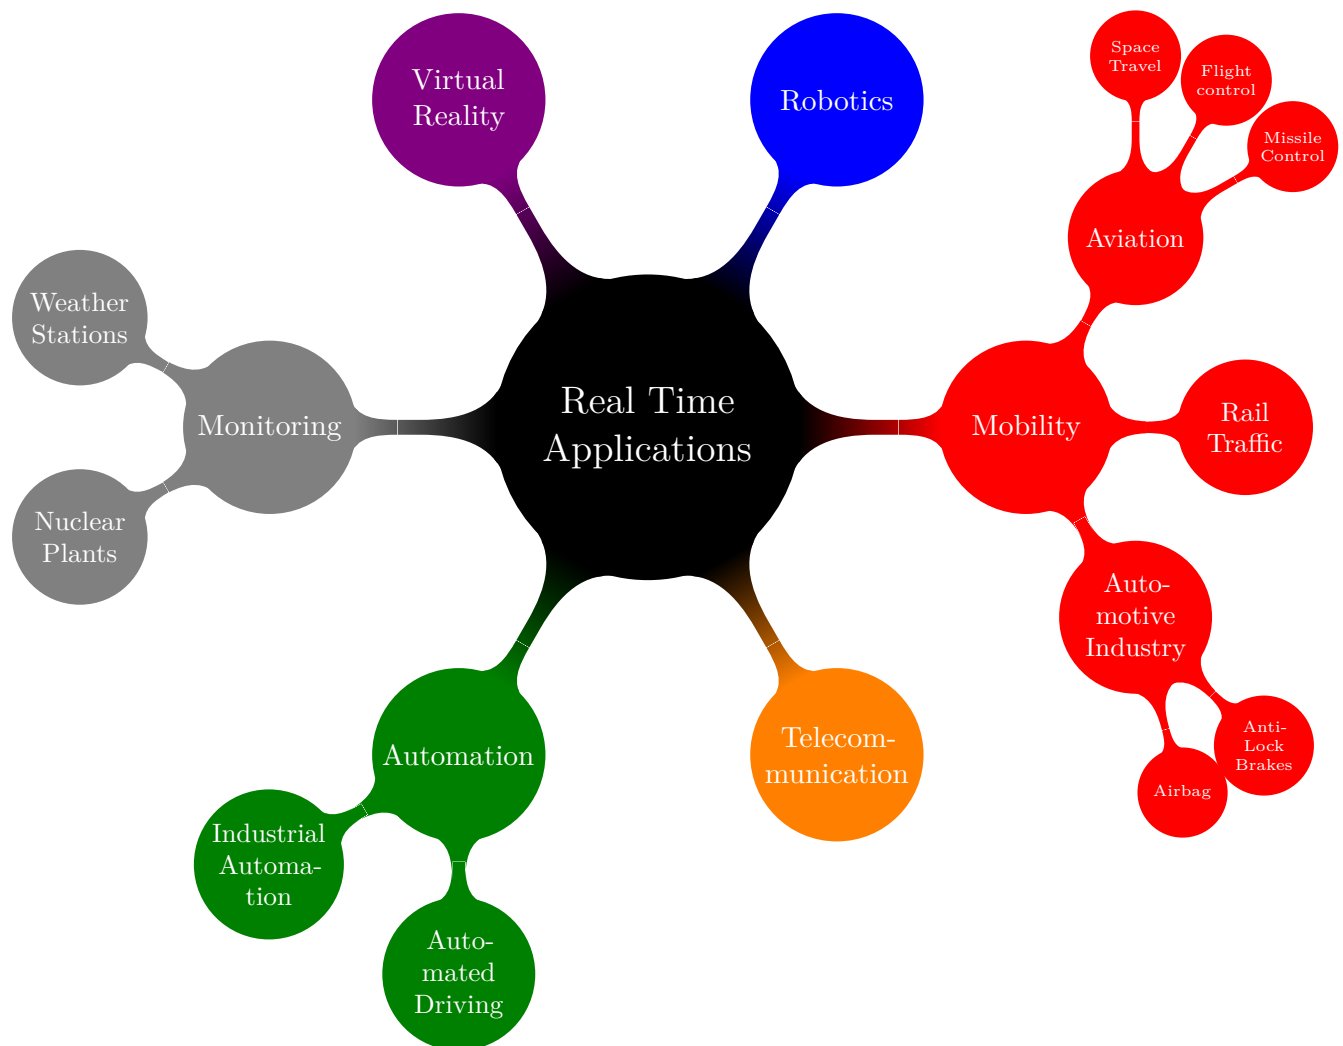 Virtual
Reality
Robotics
Space
Travel
Flight
control
Missile
Control
Aviation
Weather
Stations
Monitoring
Nuclear
Plants
Real Time
Applications
Mobility
Rail
Traffic
Auto-
motive
Industry
Anti-
Lock
Brakes
Airbag
Automation
Industrial
Automa-
tion
Auto-
mated
Driving
Telecom-
munication